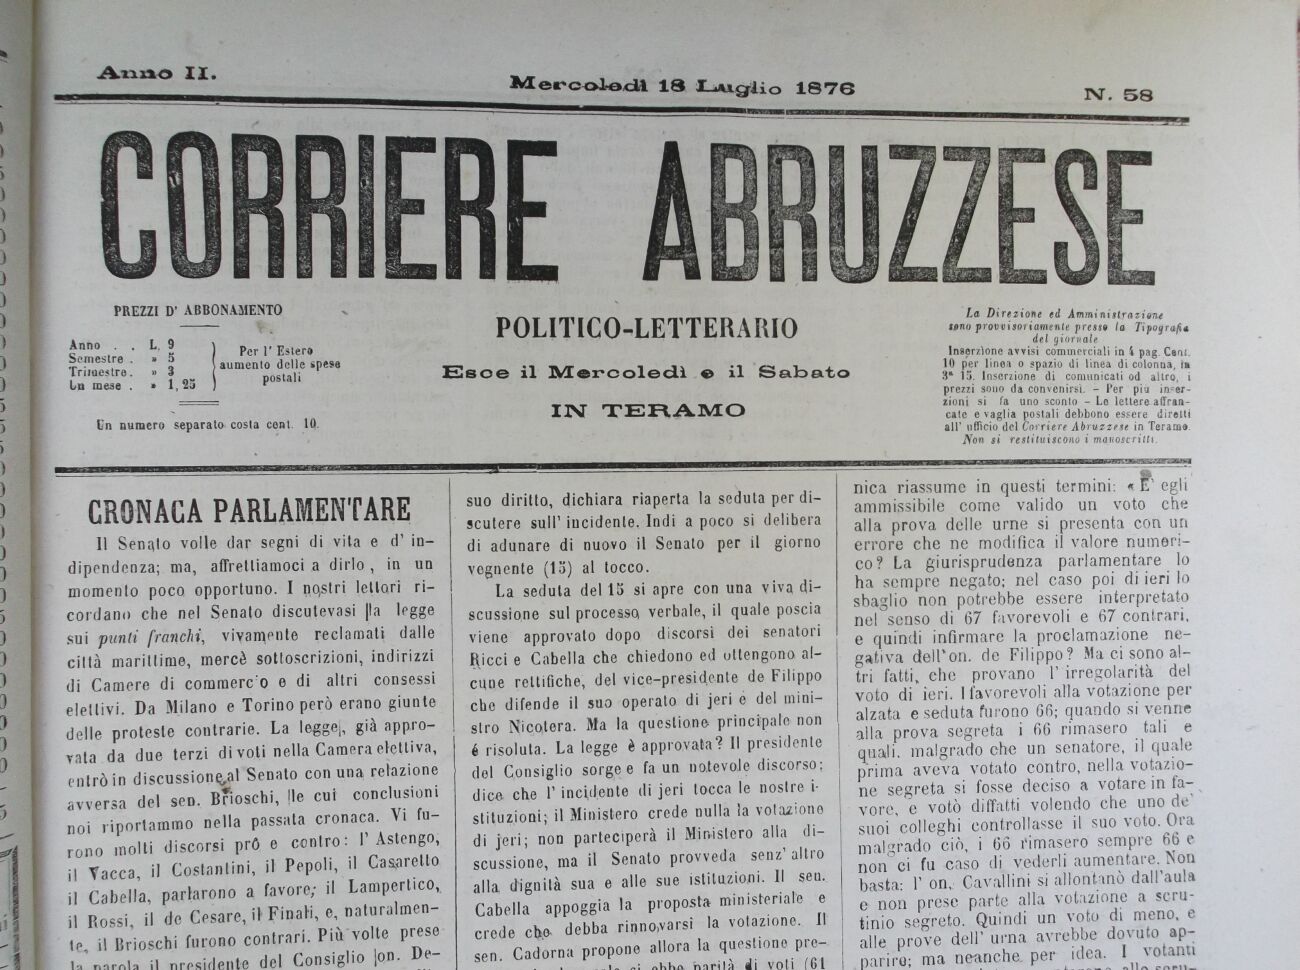 Anno II.
Mercoledì 18 Luglio 1876
N. 58
CORRIERE ABRUZZESE
PREZZI D' ABBONAMENTO
Anno . . L. 9
Semestre . » 5
Trimestre . » 3
Un mese . » 1,25
Per l' Estero
aumento delle spese
postali
Un numero separato costa cent. 10.
POLITICO-LETTERARIO
Esce il Mercoledì e il Sabato
IN TERAMO
La Direzione ed Amministrazione
sono provvisoriamente presso la Tipografia
del giornale
Inserzione avvisi commerciali in 4 pag. Cent.
10 per linea o spazio di linea di colonna, in
3ª 15. Inserzione di comunicati od altro, i
prezzi sono da convenirsi. - Per più inser-
zioni si fa uno sconto - Le lettere affran-
cate e vaglia postali debbono essere diretti
all' ufficio del Corriere Abruzzese in Teramo.
Non si restituiscono i manoscritti.
CRONACA PARLAMENTARE
Il Senato volle dar segni di vita e d' in-
dipendenza; ma, affrettiamoci a dirlo, in un
momento poco opportuno. I nostri lettori ri-
cordano che nel Senato discutevasi la legge
sui punti franchi, vivamente reclamati dalle
città marittime, mercè sottoscrizioni, indirizzi
di Camere di commercio e di altri consessi
elettivi. Da Milano e Torino però erano giunte
delle proteste contrarie. La legge, già appro-
vata da due terzi di voti nella Camera elettiva,
entrò in discussione al Senato con una relazione
avversa del sen. Brioschi, le cui conclusioni
noi riportammo nella passata cronaca. Vi fu-
rono molti discorsi prô e contro: l' Astengo,
il Vacca, il Costantini, il Pepoli, il Casaretto
il Cabella, parlarono a favore; il Lampertico,
il Rossi, il de Cesare, il Finali, e, naturalmen-
te, il Brioschi furono contrari. Più volte prese
la parola il presidente del Consiglio on. De-
suo diritto, dichiara riaperta la seduta per di-
scutere sull' incidente. Indi a poco si delibera
di adunare di nuovo il Senato per il giorno
vegnente (15) al tocco.
La seduta del 15 si apre con una viva di-
scussione sul processo verbale, il quale poscia
viene approvato dopo discorsi dei senatori
Ricci e Cabella che chiedono ed ottengono al-
cune rettifiche, del vice-presidente de Filippo
che difende il suo operato di jeri e del mini-
stro Nicotera. Ma la questione principale non
é risoluta. La legge è approvata? Il presidente
del Consiglio sorge e fa un notevole discorso;
dice che l' incidente di jeri tocca le nostre i-
stituzioni; il Ministero crede nulla la votazione
di jeri; non parteciperà il Ministero alla di-
scussione, ma il Senato provveda senz' altro
alla dignità sua e alle sue istituzioni. Il sen.
Cabella appoggia la proposta ministeriale e
crede che debba rinnovarsi la votazione. Il
sen. Cadorna propone allora la questione pre-
si ebbe parità di voti (61
nica riassume in questi termini: « E' egli
ammissibile come valido un voto che
alla prova delle urne si presenta con un
errore che ne modifica il valore numeri-
co? La giurisprudenza parlamentare lo
ha sempre negato; nel caso poi di ieri lo
sbaglio non potrebbe essere interpretato
nel senso di 67 favorevoli e 67 contrari,
e quindi infirmare la proclamazione ne-
gativa dell'on. de Filippo? Ma ci sono al-
tri fatti, che provano l' irregolarità del
voto di ieri. I favorevoli alla votazione per
alzata e seduta furono 66; quando si venne
alla prova segreta i 66 rimasero tali e
quali. malgrado che un senatore, il quale
prima aveva votato contro, nella votazio-
ne segreta si fosse deciso a votare in fa-
vore, e votò diffatti volendo che uno de'
suoi colleghi controllasse il suo voto. Ora
malgrado ciò, i 66 rimasero sempre 66 e
non ci fu caso di vederli aumentare. Non
basta: l' on. Cavallini si allontanò dall'aula
e non prese parte alla votazione a scru-
tinio segreto. Quindi un voto di meno, e
alle prove dell' urna avrebbe dovuto ap-
parire; ma neanche per idea. I votanti